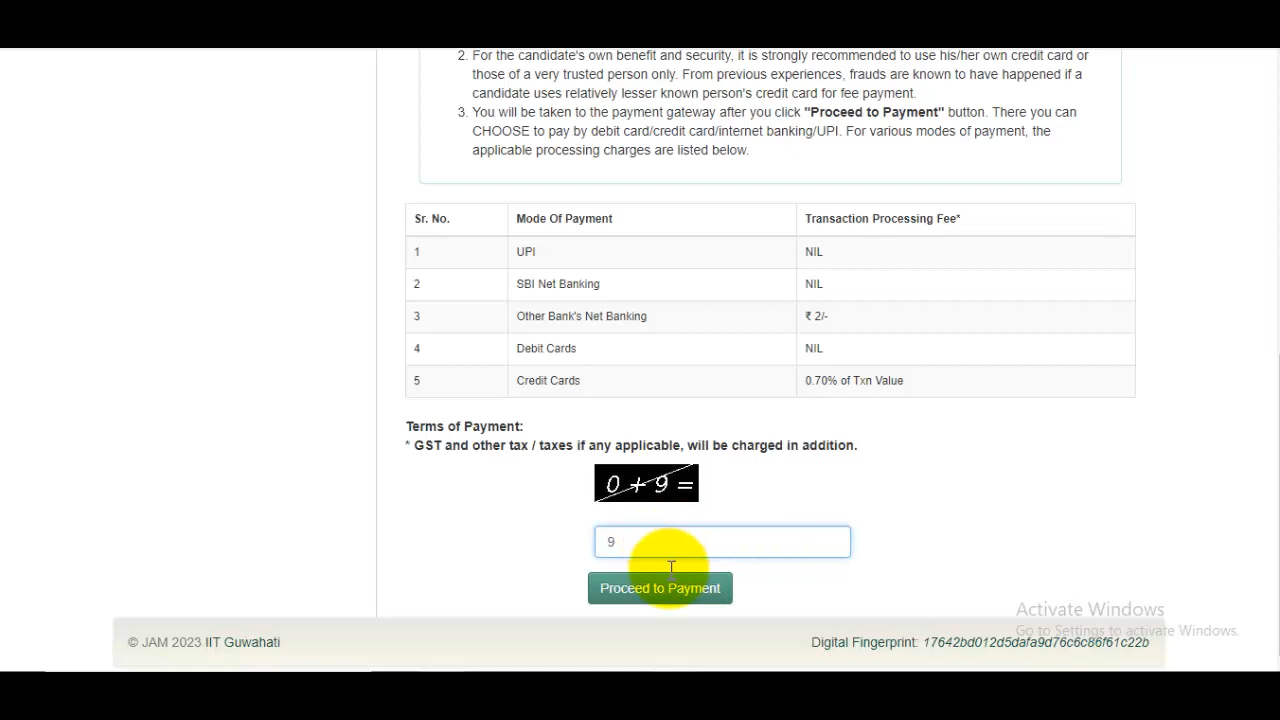 2. For the candidate's own benefit and security, it is strongly recommended to use his/her own credit card or
those of a very trusted person only. From previous experiences, frauds are known to have happened if a
candidate uses relatively lesser known person's credit card for fee payment.
3. You will be taken to the payment gateway after you click "Proceed to Payment" button. There you can
CHOOSE to pay by debit card/credit card/internet banking/UPI. For various modes of payment, the
applicable processing charges are listed below.
Sr. No. Mode Of Payment Transaction Processing Fee*
1 UPI NIL
2 SBI Net Banking NIL
3 Other Bank's Net Banking ₹ 2/-
4 Debit Cards NIL
5 Credit Cards 0.70% of Txn Value
Terms of Payment:
* GST and other tax / taxes if any applicable, will be charged in addition.
0 + 9 =
9
Proceed to Payment
Activate Windows
Go to Settings to activate Windows.
© JAM 2023 IIT Guwahati Digital Fingerprint: 17642bd012d5dafa9d76c6c86f61c22b